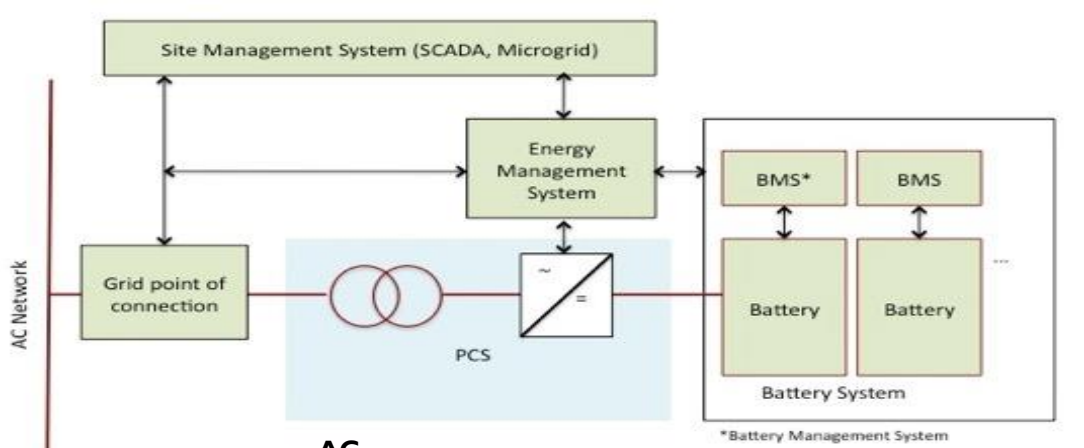 Site Management System (SCADA, Microgrid)
Energy
Management
System
BMS*
BMS
AC Network
Grid point of
connection
~
=
PCS
Battery
Battery
...
Battery System
*Battery Management System
AC